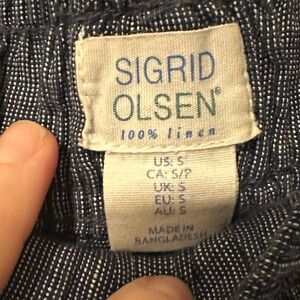 SIGRID
OLSEN®
100% linen
US: S
CA: S/P
UK: S
EU: S
AU: S
MADE IN
BANGLADESH